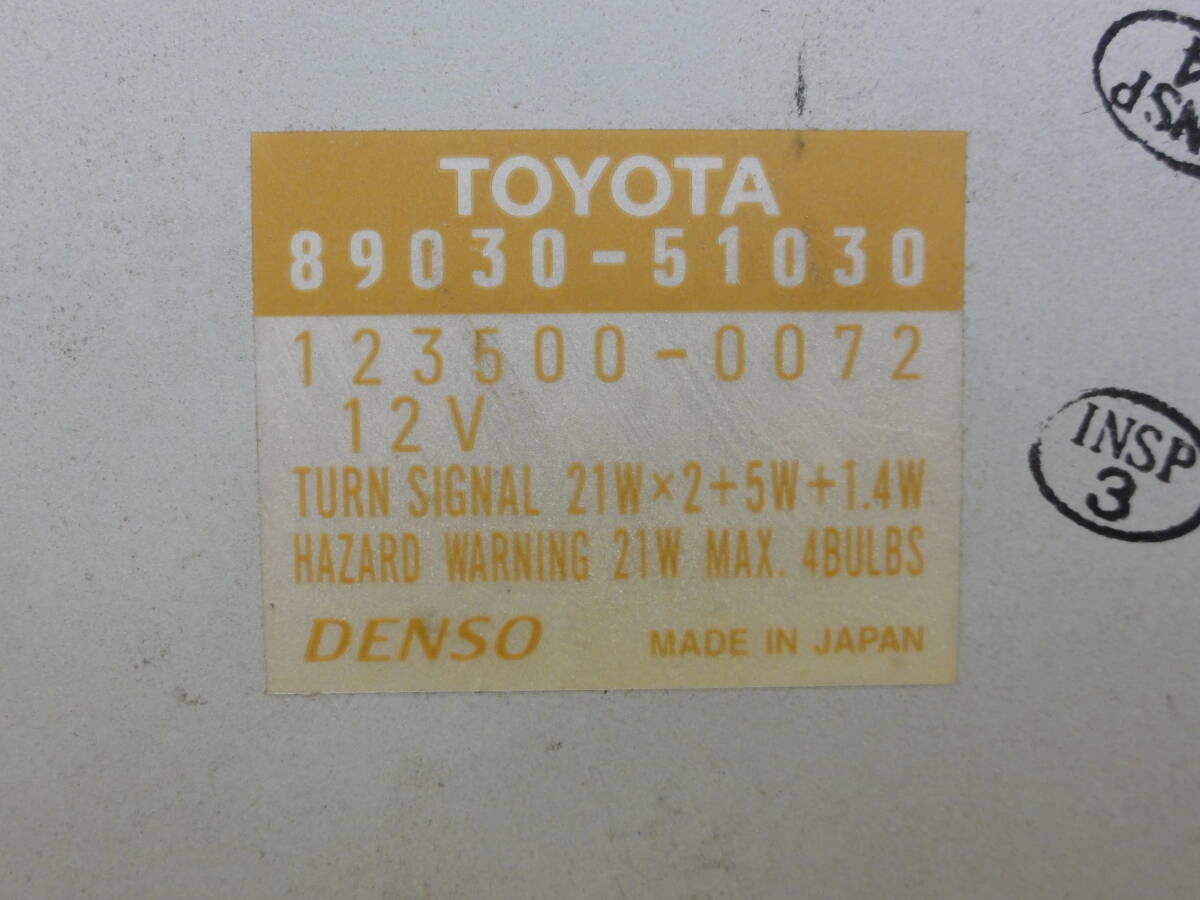 TOYOTA
89030-51030
123500-0072
12V
TURN SIGNAL 21W×2+5W+1.4W
HAZARD WARNING 21W MAX. 4BULBS
DENSO MADE IN JAPAN
INSP
3